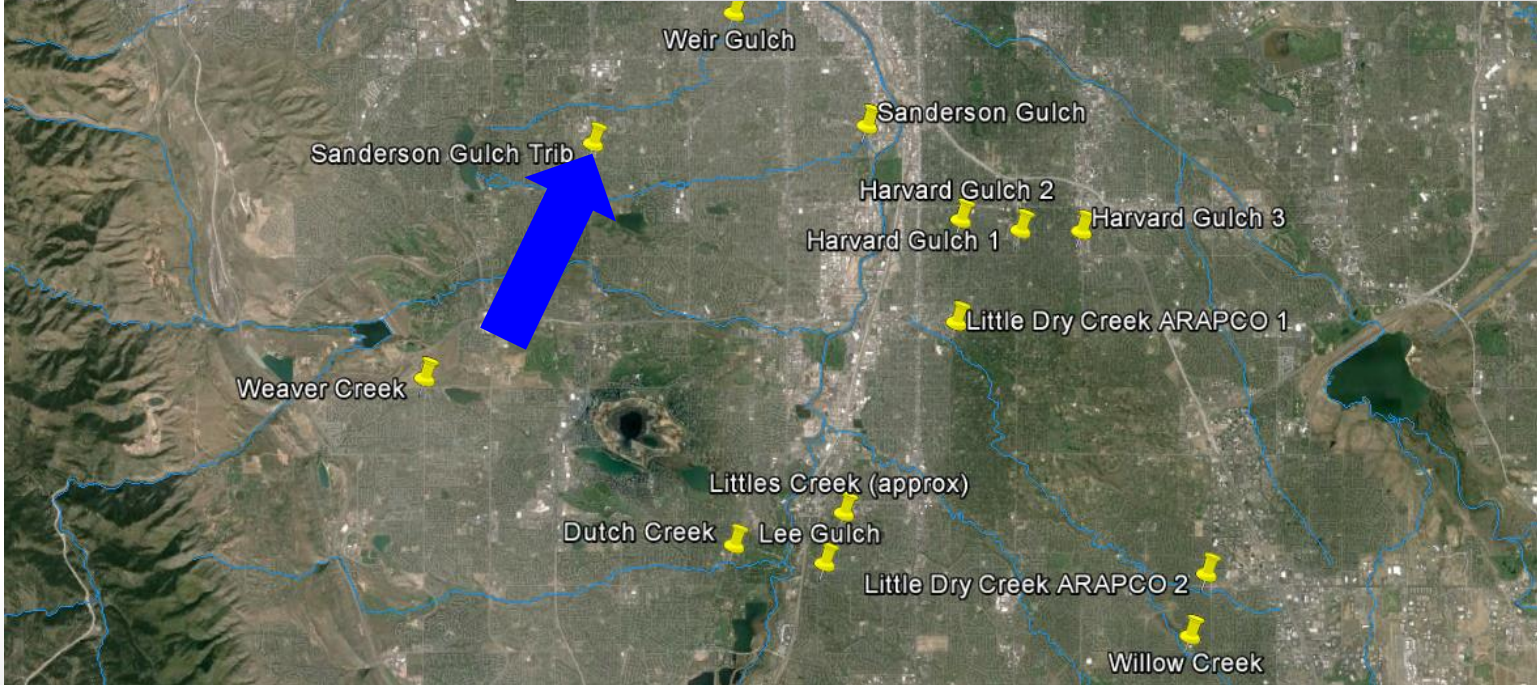 Weir Gulch
Sanderson Gulch
Sanderson Gulch Trib
Harvard Gulch 2
Harvard Gulch 3
Harvard Gulch 1
Little Dry Creek ARAPCO 1
Weaver Creek
Littles Creek (approx)
Dutch Creek
Lee Gulch
Little Dry Creek ARAPCO 2
Willow Creek